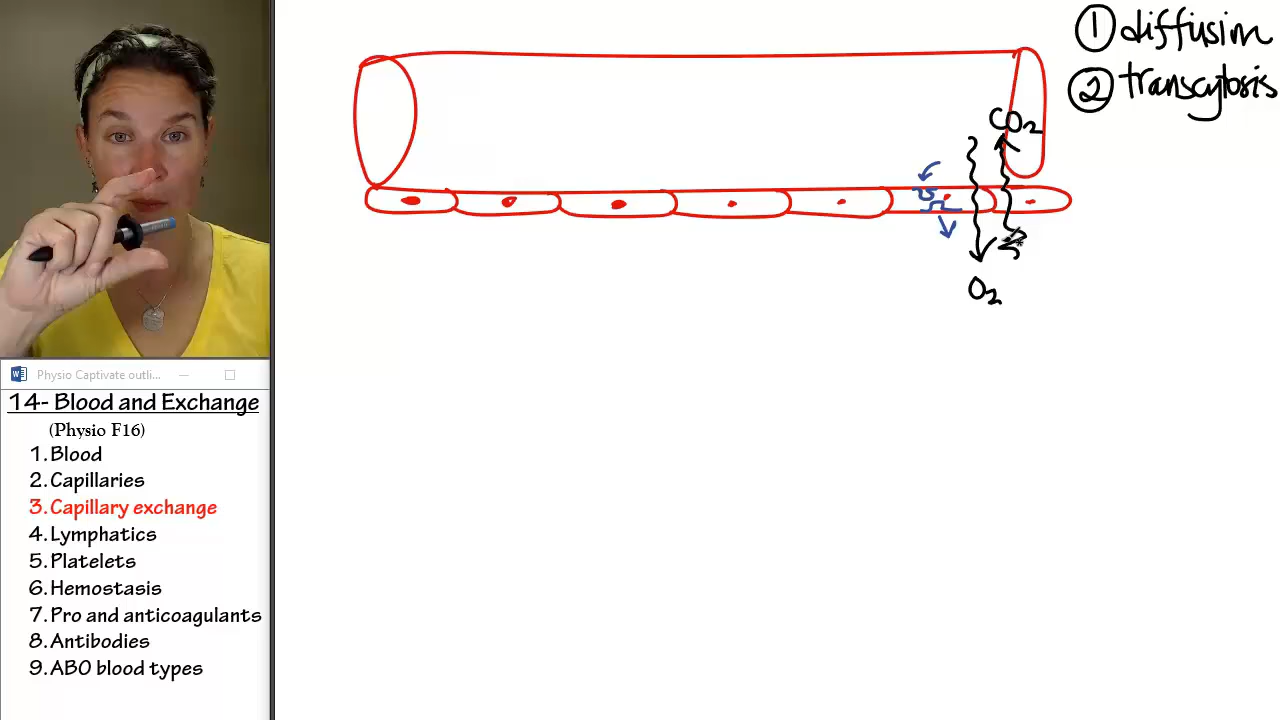 ① diffusion
② transcytosis
CO₂
O₂
Physio Captivate outli...
14- Blood and Exchange
(Physio F16)
1. Blood
2. Capillaries
3. Capillary exchange
4. Lymphatics
5. Platelets
6. Hemostasis
7. Pro and anticoagulants
8. Antibodies
9. ABO blood types